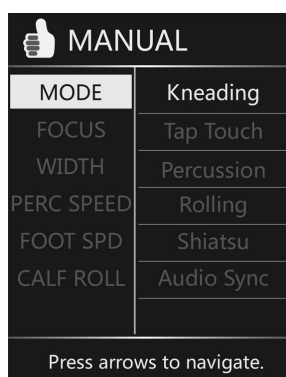 MANUAL
MODE
FOCUS
WIDTH
PERC SPEED
FOOT SPD
CALF ROLL
Kneading
Tap Touch
Percussion
Rolling
Shiatsu
Audio Sync
Press arrows to navigate.